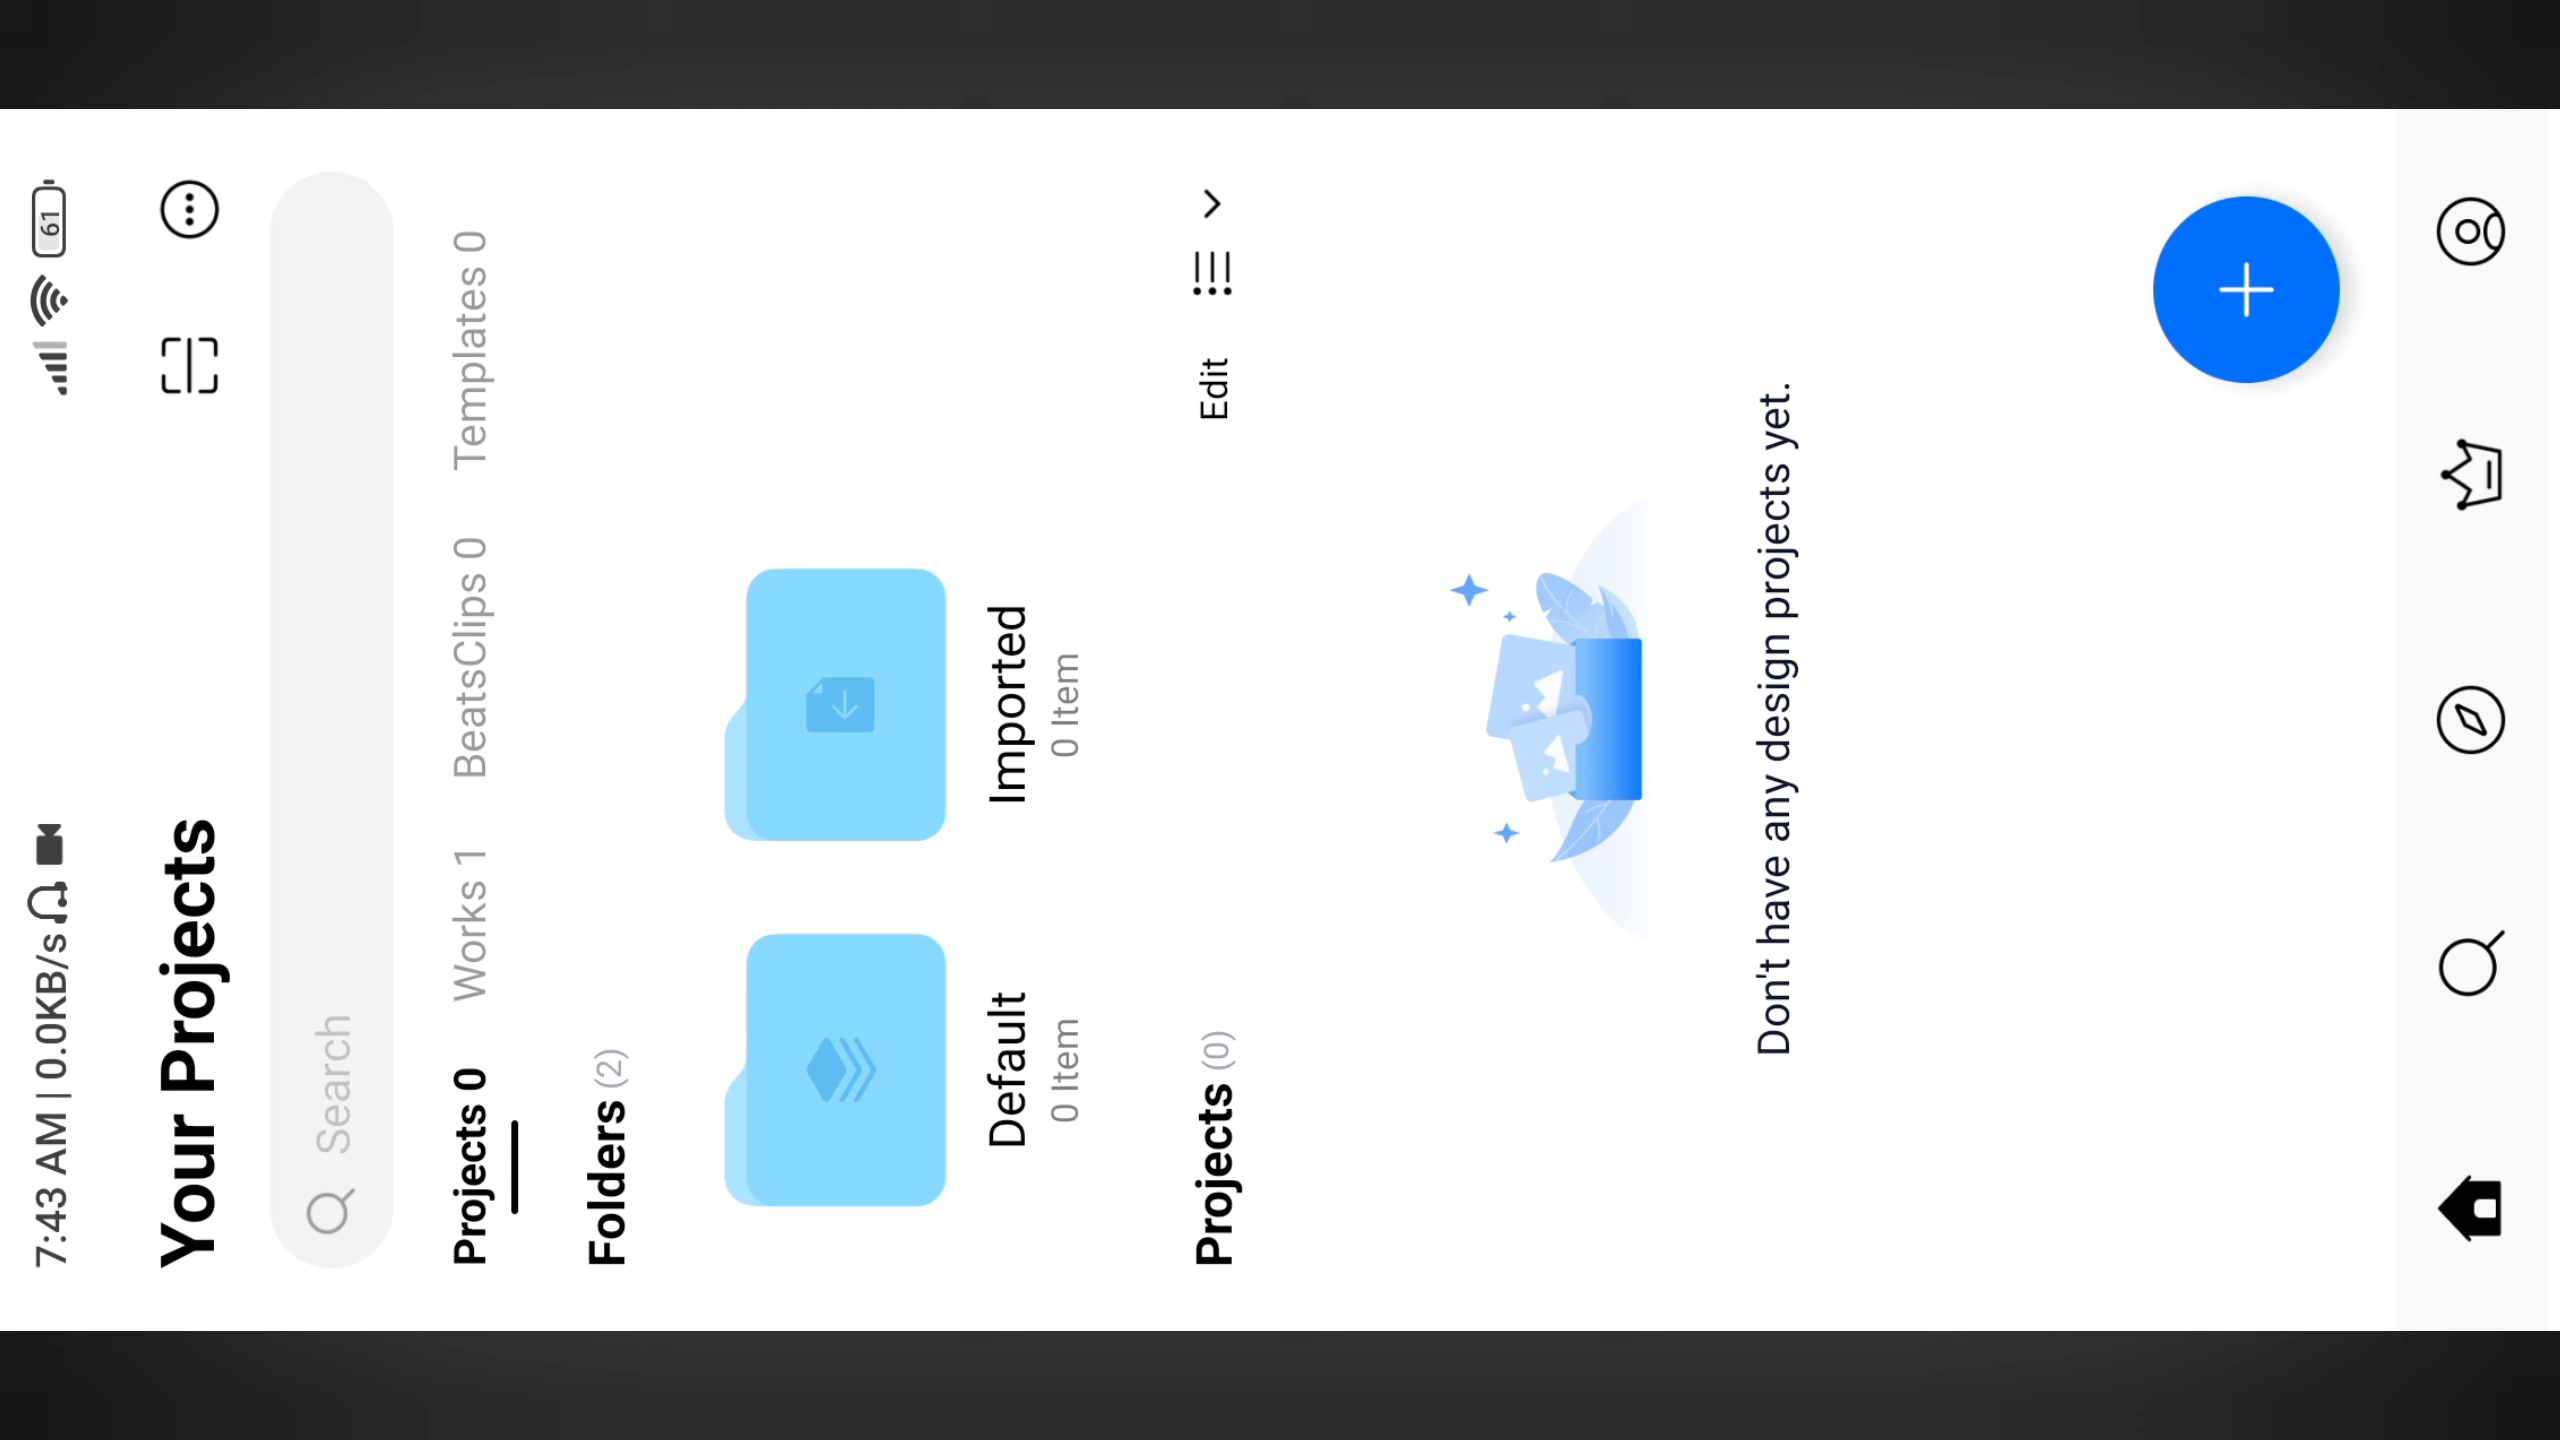 7:43 AM | 0.0KB/s 61
Your Projects
Search
Projects 0 Works 1 BeatsClips 0 Templates 0
Folders (2)
Default Imported
0 Item 0 Item
Projects (0) Edit
Don't have any design projects yet.